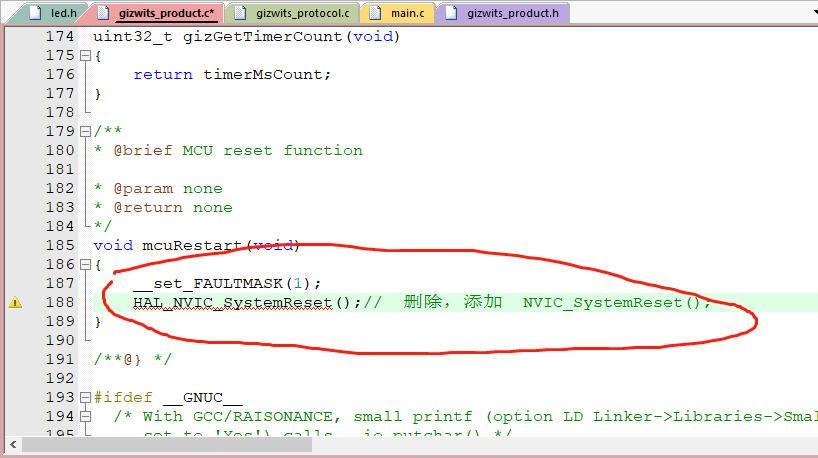 led.h gizwits_product.c* gizwits_protocol.c main.c gizwits_product.h
174 uint32_t gizGetTimerCount(void)
175 {
176 return timerMsCount;
177 }
178
179 /**
180 * @brief MCU reset function
181
182 * @param none
183 * @return none
184 */
185 void mcuRestart(void)
186 {
187 __set_FAULTMASK(1);
188 HAL_NVIC_SystemReset();// 删除，添加 NVIC_SystemReset();
189 }
190
191 /**@} */
192
193 #ifdef __GNUC__
194 /* With GCC/RAISONANCE, small printf (option LD Linker->Libraries->Smal
195 set to 'Yes') calls __io_putchar() */